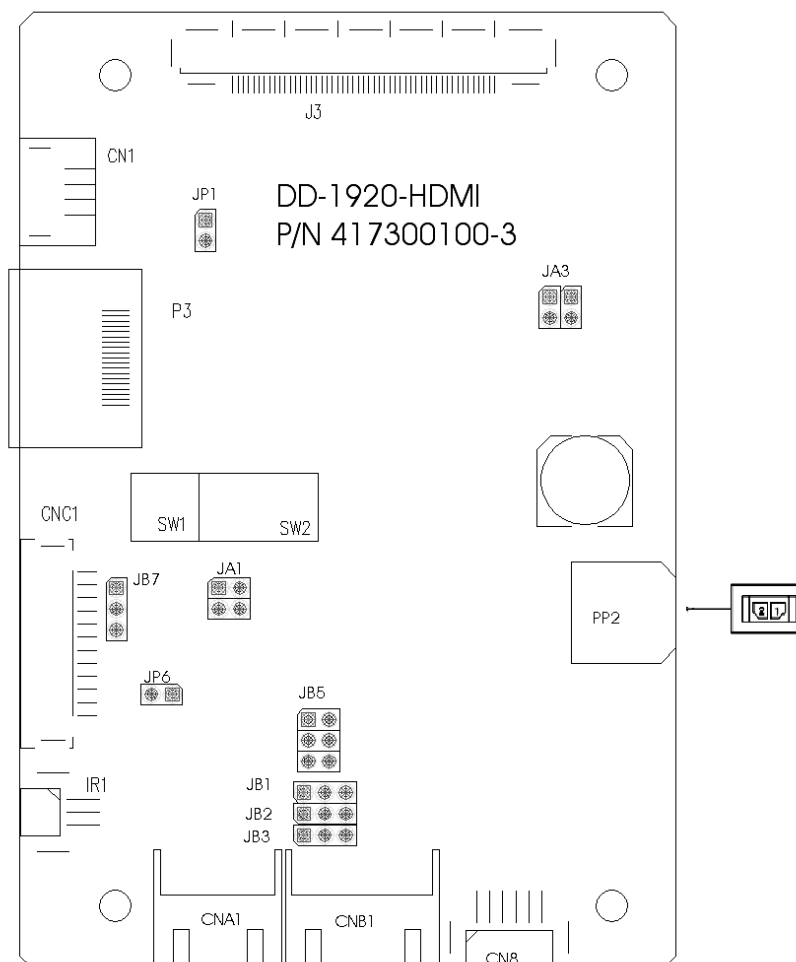 J3
CN1
JP1
DD-1920-HDMI
P/N 417300100-3
JA3
P3
SW1
SW2
CNC1
JB7
JA1
PP2
2 1
JP6
JB5
IR1
JB1
JB2
JB3
CNA1
CNB1
CN8